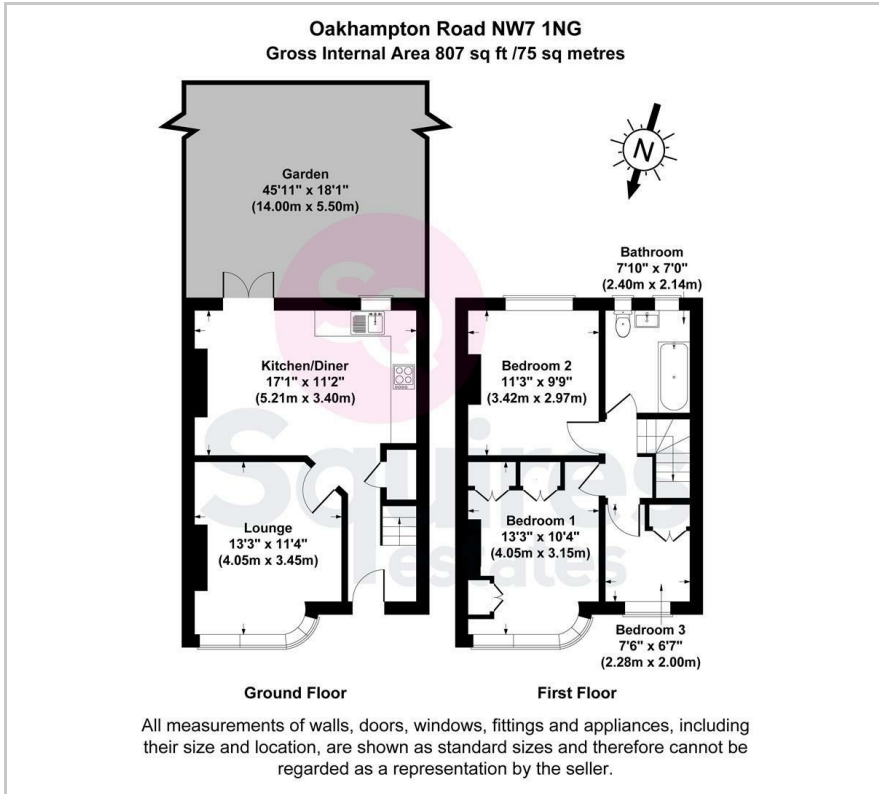 Oakhampton Road NW7 1NG
Gross Internal Area 807 sq ft /75 sq metres
N
Garden
45'11" x 18'1"
(14.00m x 5.50m)
Kitchen/Diner
17'1" x 11'2"
(5.21m x 3.40m)
Lounge
13'3" x 11'4"
(4.05m x 3.45m)
Ground Floor
Bathroom
7'10" x 7'0"
(2.40m x 2.14m)
Bedroom 2
11'3" x 9'9"
(3.42m x 2.97m)
Bedroom 1
13'3" x 10'4"
(4.05m x 3.15m)
Bedroom 3
7'6" x 6'7"
(2.28m x 2.00m)
First Floor
SQ
Squires
estates
All measurements of walls, doors, windows, fittings and appliances, including
their size and location, are shown as standard sizes and therefore cannot be
regarded as a representation by the seller.